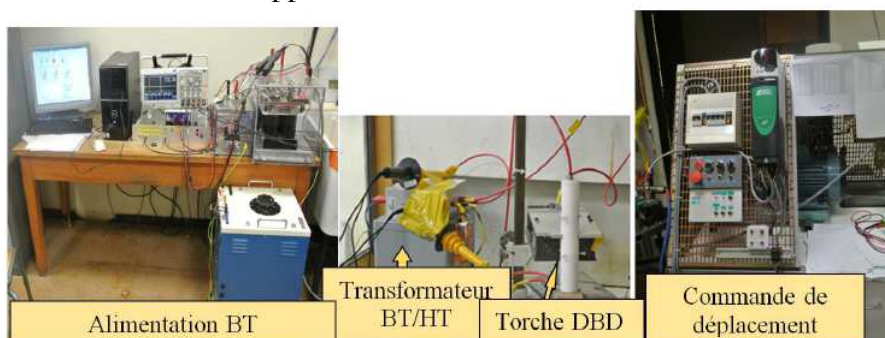 Alimentation BT
Transformateur
BT/HT
Torche DBD
Commande de
déplacement